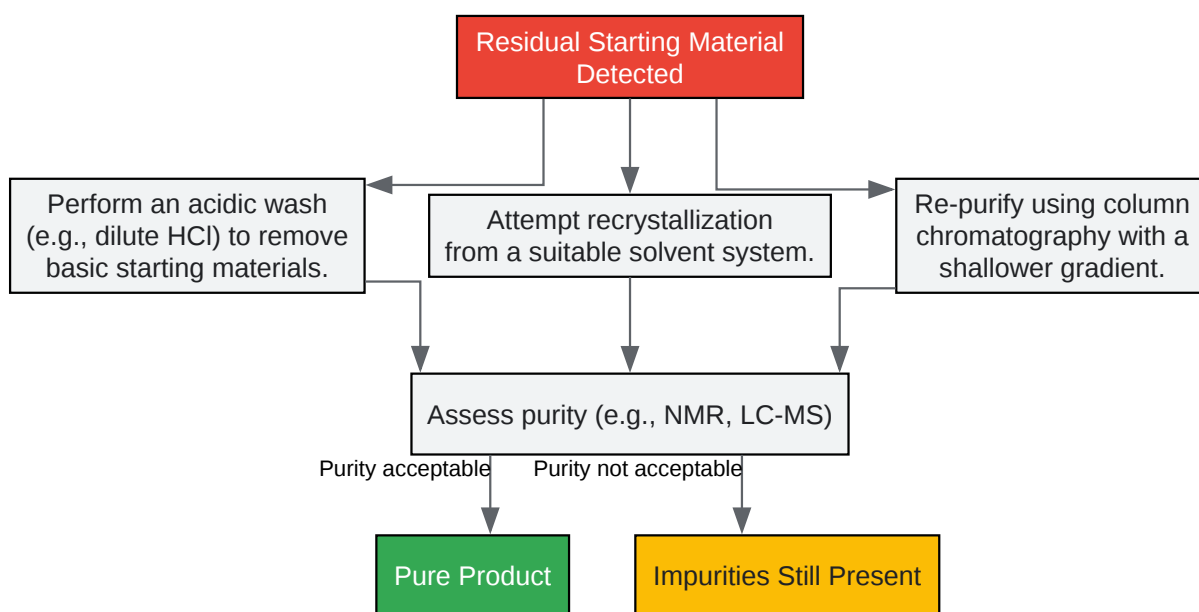 Residual Starting Material
Detected
Perform an acidic wash
(e.g., dilute HCl) to remove
basic starting materials.
Attempt recrystallization
from a suitable solvent system.
Re-purify using column
chromatography with a
shallower gradient.
Assess purity (e.g., NMR, LC-MS)
Purity acceptable
Purity not acceptable
Pure Product
Impurities Still Present